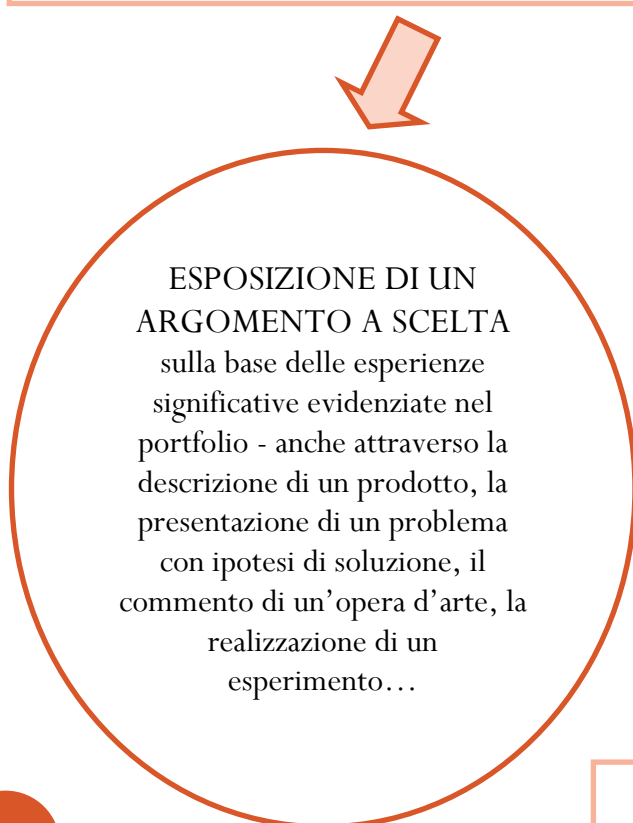 ESPOSIZIONE DI UN
ARGOMENTO A SCELTA
sulla base delle esperienze
significative evidenziate nel
portfolio - anche attraverso la
descrizione di un prodotto, la
presentazione di un problema
con ipotesi di soluzione, il
commento di un’opera d’arte, la
realizzazione di un
esperimento…